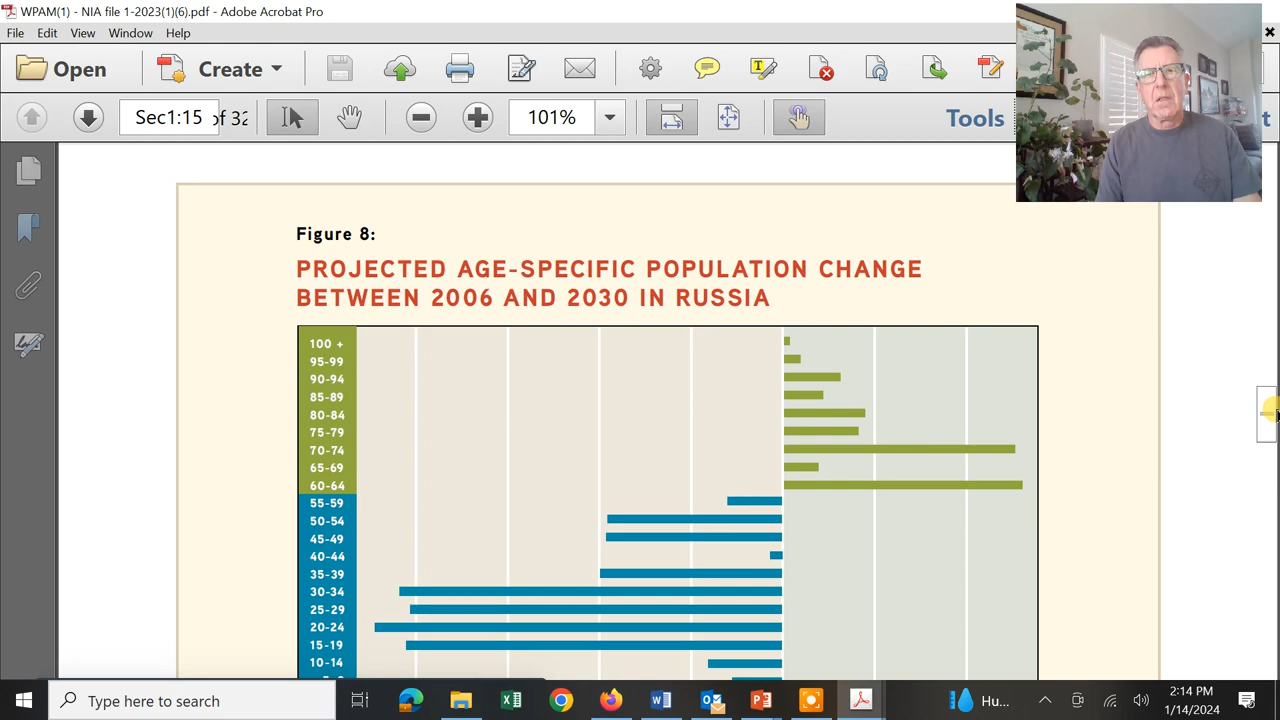 WPAM(1) - NIA file 1-2023(1)(6).pdf - Adobe Acrobat Pro
File Edit View Window Help
Open Create
Sec1:15 of 32 101% Tools
Figure 8:
PROJECTED AGE-SPECIFIC POPULATION CHANGE
BETWEEN 2006 AND 2030 IN RUSSIA
100 +
95-99
90-94
85-89
80-84
75-79
70-74
65-69
60-64
55-59
50-54
45-49
40-44
35-39
30-34
25-29
20-24
15-19
10-14
Type here to search
Hu...
2:14 PM
1/14/2024